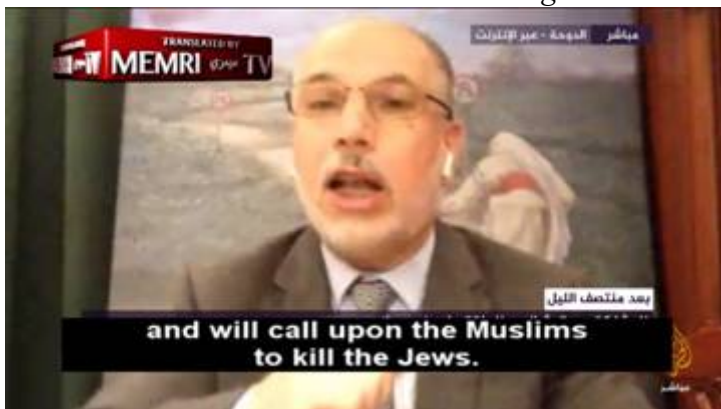 TRANSLATED BY
MEMRI ميمري TV
مباشر الدوحة - عبر الإنترنت
بعد منتصف الليل
and will call upon the Muslims
to kill the Jews.
مباشر